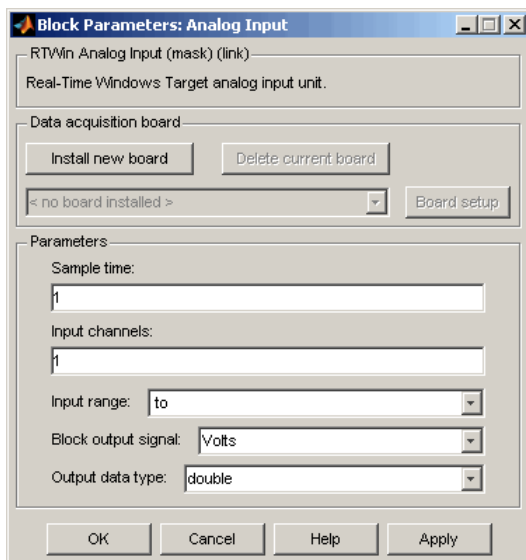 Block Parameters: Analog Input
RTWin Analog Input (mask) (link)
Real-Time Windows Target analog input unit.
Data acquisition board
Install new board
Delete current board
< no board installed >
Board setup
Parameters
Sample time:
1
Input channels:
1
Input range: to
Block output signal: Volts
Output data type: double
OK Cancel Help Apply